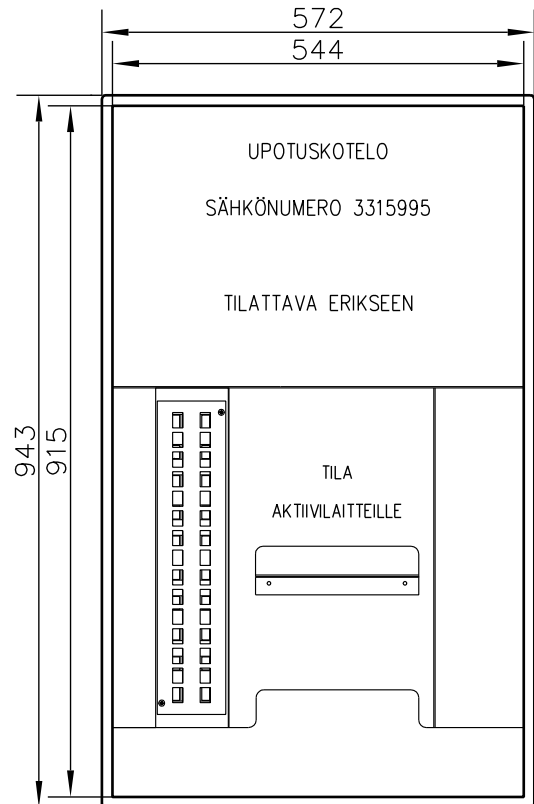 572
544
UPOTUSKOTELO
SÄHKÖNUMERO 3315995
TILATTAVA ERIKSEEN
943
915
TILA
AKTIIVILAITTEILLE